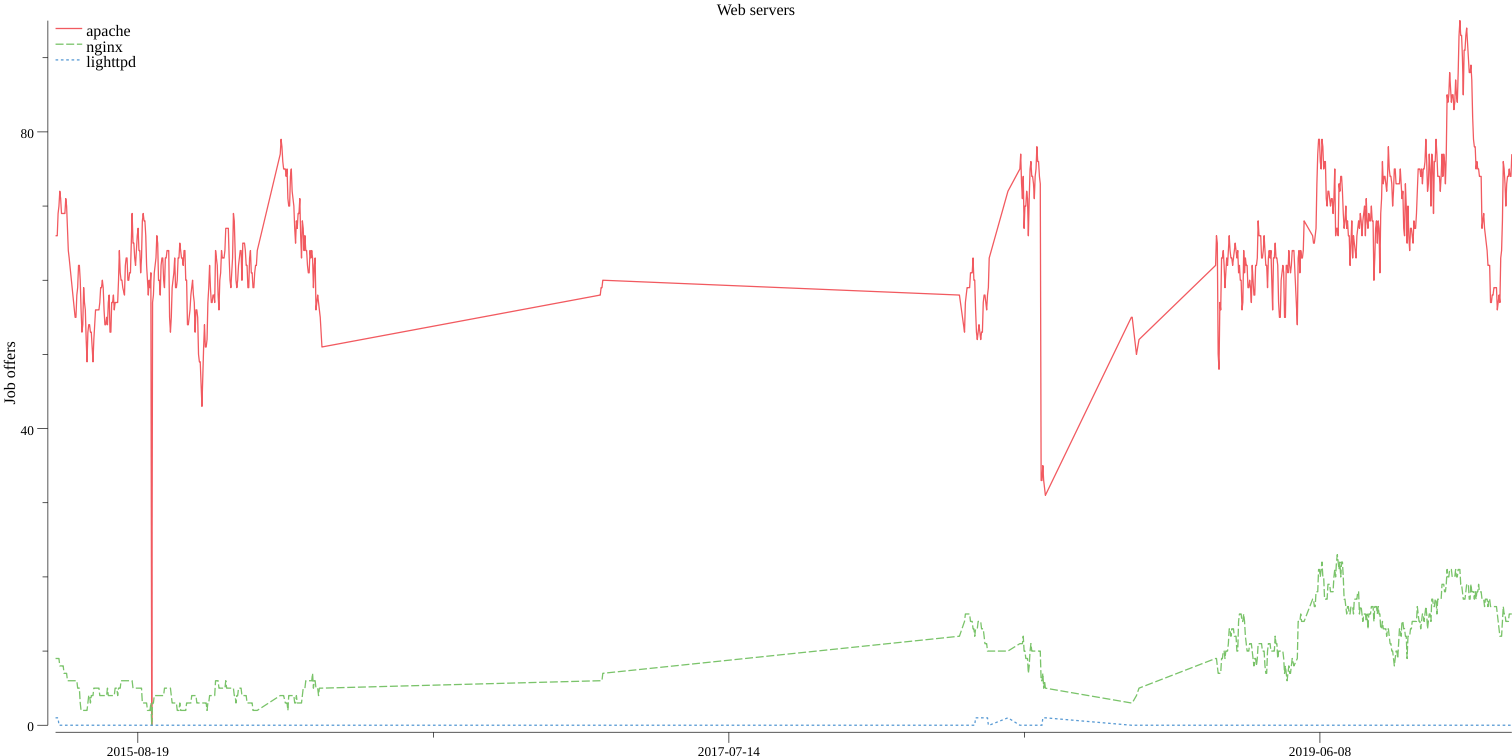 Web servers
apache
nginx
lighttpd
80
Job offers
40
0
2015-08-19
2017-07-14
2019-06-08